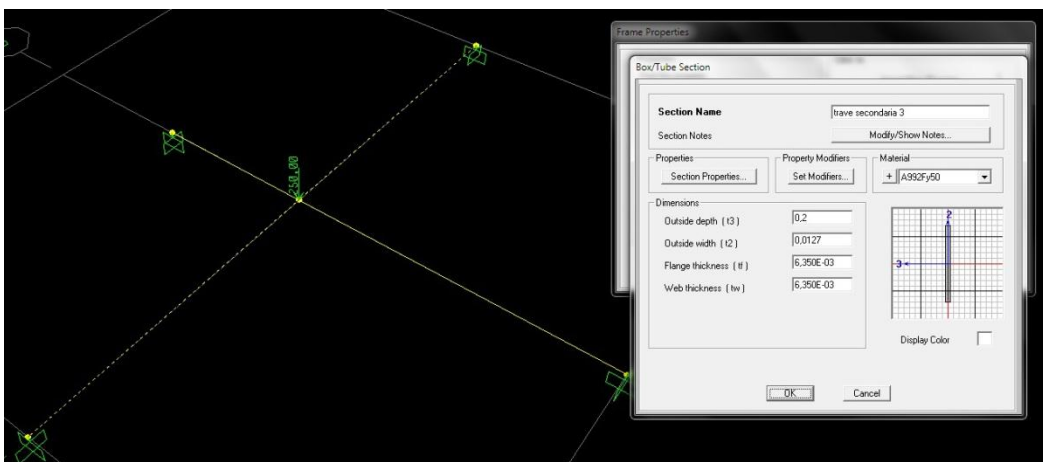 Frame Properties
Box/Tube Section
Section Name
trave secondaria 3
Section Notes
Modify/Show Notes...
Properties
Section Properties...
Property Modifiers
Set Modifiers...
Material
+
A992Fy50
Dimensions
Outside depth ( t3 )
0,2
Outside width ( t2 )
0,0127
Flange thickness ( tf )
6,350E-03
Web thickness ( tw )
6,350E-03
2
3
Display Color
OK
Cancel
250,00